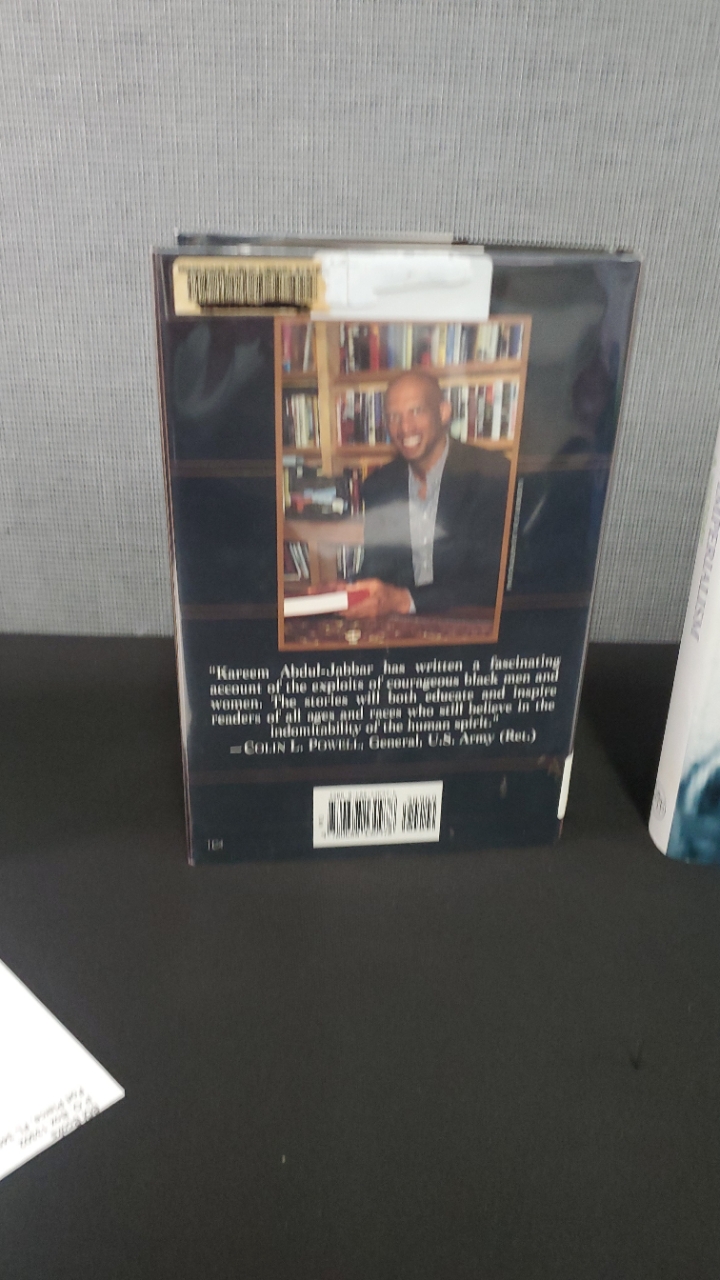 "Kareem Abdul-Jabbar has written a fascinating
account of the exploits of courageous black men and
women. The stories will both educate and inspire
readers of all ages and races who still believe in the
indomitability of the human spirit."
—COLIN L. POWELL, General, U.S. Army (Ret.)